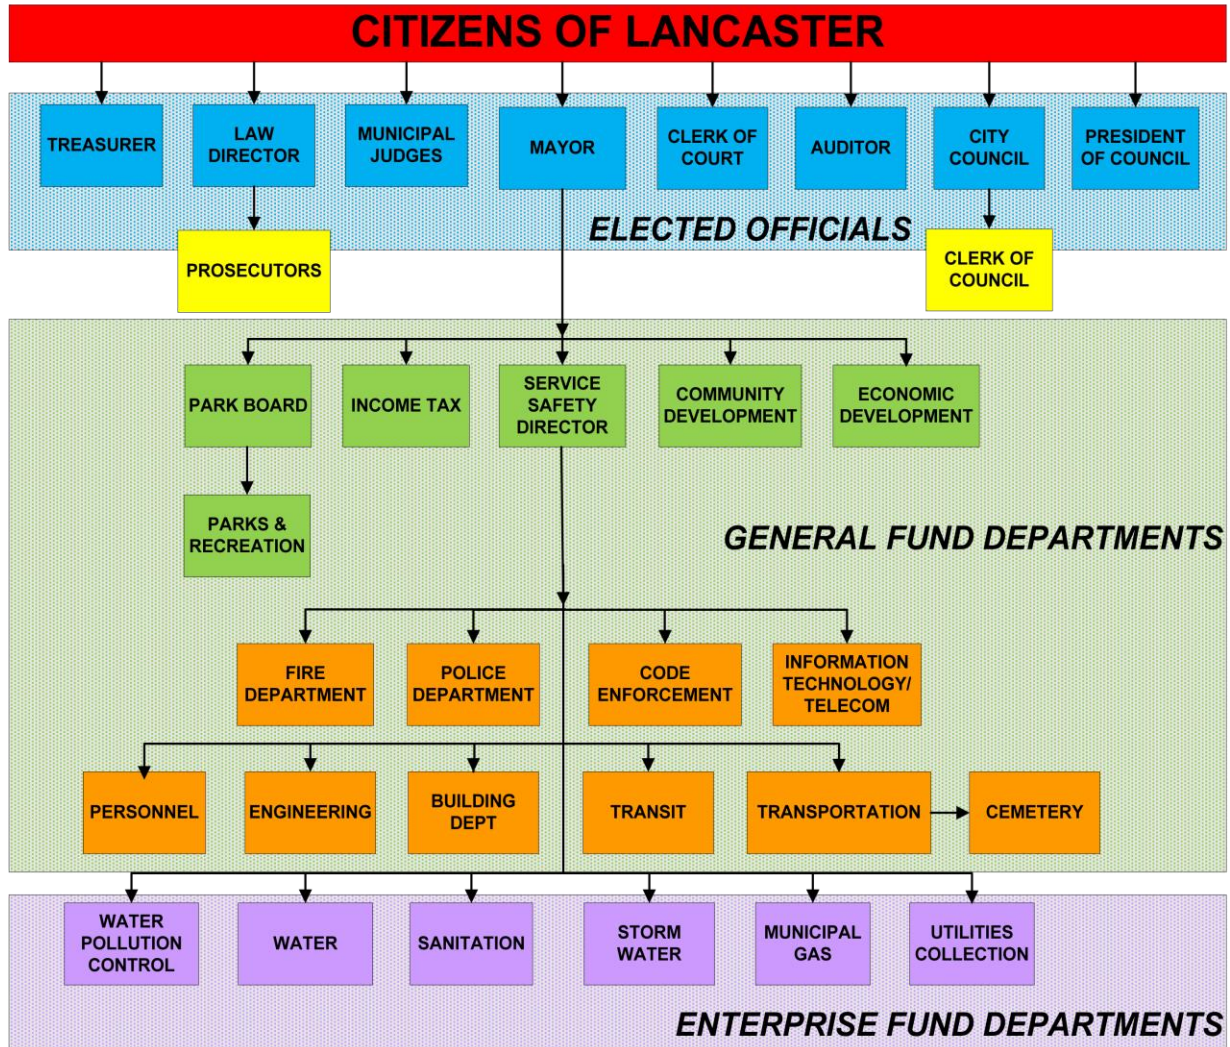 CITIZENS OF LANCASTER
TREASURER
LAW
DIRECTOR
MUNICIPAL
JUDGES
MAYOR
CLERK OF
COURT
AUDITOR
CITY
COUNCIL
PRESIDENT
OF COUNCIL
ELECTED OFFICIALS
PROSECUTORS
CLERK OF
COUNCIL
PARK BOARD
INCOME TAX
SERVICE
SAFETY
DIRECTOR
COMMUNITY
DEVELOPMENT
ECONOMIC
DEVELOPMENT
PARKS &
RECREATION
GENERAL FUND DEPARTMENTS
FIRE
DEPARTMENT
POLICE
DEPARTMENT
CODE
ENFORCEMENT
INFORMATION
TECHNOLOGY/
TELECOM
PERSONNEL
ENGINEERING
BUILDING
DEPT
TRANSIT
TRANSPORTATION
CEMETERY
WATER
POLLUTION
CONTROL
WATER
SANITATION
STORM
WATER
MUNICIPAL
GAS
UTILITIES
COLLECTION
ENTERPRISE FUND DEPARTMENTS